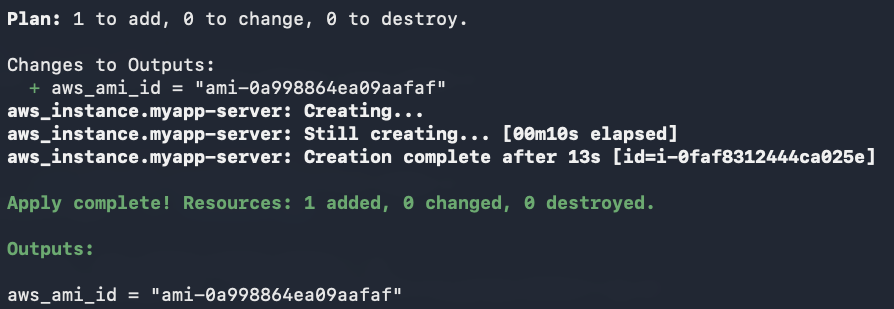 Plan: 1 to add, 0 to change, 0 to destroy.
Changes to Outputs:
+ aws_ami_id = "ami-0a998864ea09aafaf"
aws_instance.myapp-server: Creating...
aws_instance.myapp-server: Still creating... [00m10s elapsed]
aws_instance.myapp-server: Creation complete after 13s [id=i-0faf8312444ca025e]
Apply complete! Resources: 1 added, 0 changed, 0 destroyed.
Outputs:
aws_ami_id = "ami-0a998864ea09aafaf"